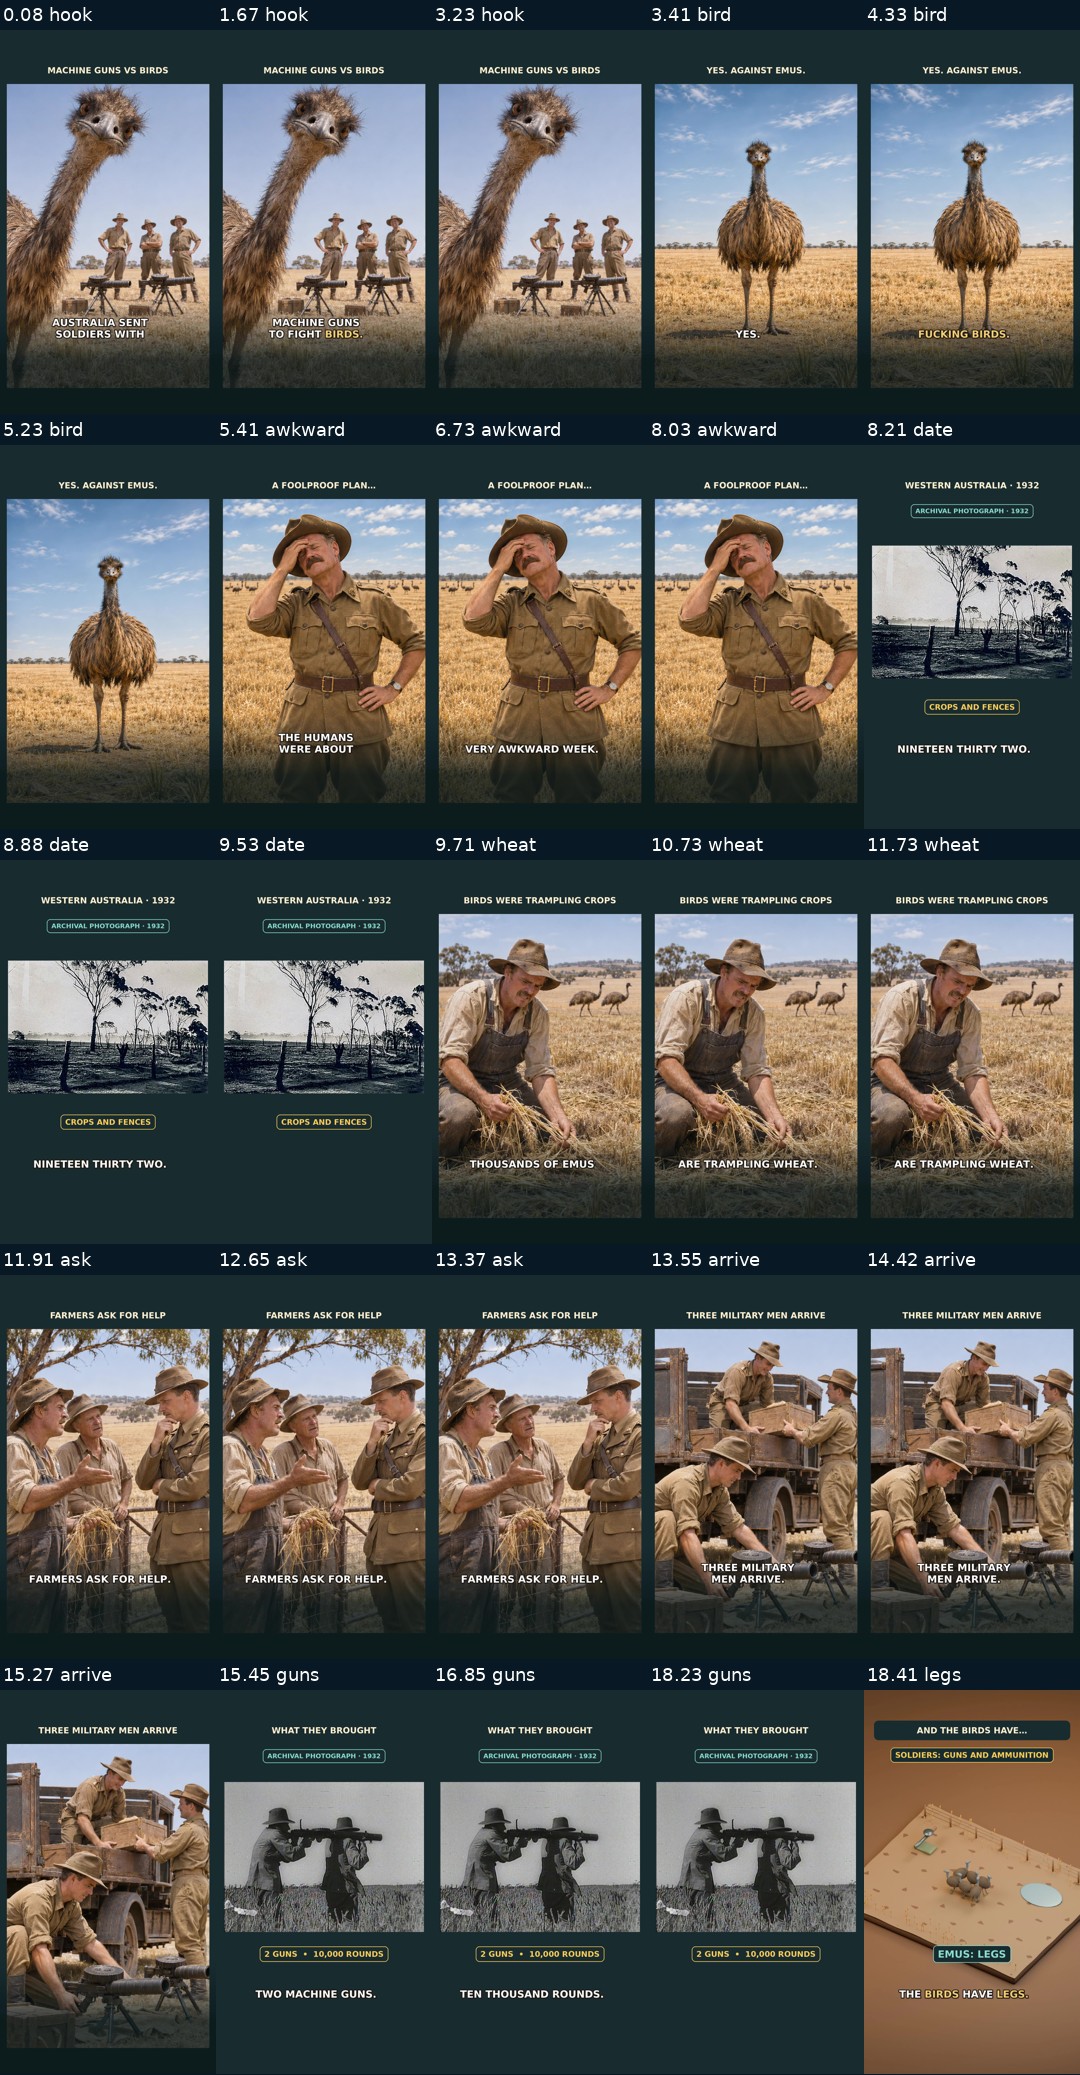 0.08 hook
MACHINE GUNS VS BIRDS
AUSTRALIA SENT
SOLDIERS WITH
1.67 hook
MACHINE GUNS VS BIRDS
MACHINE GUNS
TO FIGHT BIRDS.
3.23 hook
MACHINE GUNS VS BIRDS
3.41 bird
YES. AGAINST EMUS.
YES.
4.33 bird
YES. AGAINST EMUS.
FUCKING BIRDS.
5.23 bird
YES. AGAINST EMUS.
5.41 awkward
A FOOLPROOF PLAN...
THE HUMANS
WERE ABOUT
6.73 awkward
A FOOLPROOF PLAN...
VERY AWKWARD WEEK.
8.03 awkward
A FOOLPROOF PLAN...
8.21 date
WESTERN AUSTRALIA · 1932
ARCHIVAL PHOTOGRAPH · 1932
CROPS AND FENCES
NINETEEN THIRTY TWO.
8.88 date
WESTERN AUSTRALIA · 1932
ARCHIVAL PHOTOGRAPH · 1932
CROPS AND FENCES
NINETEEN THIRTY TWO.
9.53 date
WESTERN AUSTRALIA · 1932
ARCHIVAL PHOTOGRAPH · 1932
CROPS AND FENCES
9.71 wheat
BIRDS WERE TRAMPLING CROPS
THOUSANDS OF EMUS
10.73 wheat
BIRDS WERE TRAMPLING CROPS
ARE TRAMPLING WHEAT.
11.73 wheat
BIRDS WERE TRAMPLING CROPS
ARE TRAMPLING WHEAT.
11.91 ask
FARMERS ASK FOR HELP
FARMERS ASK FOR HELP.
12.65 ask
FARMERS ASK FOR HELP
FARMERS ASK FOR HELP.
13.37 ask
FARMERS ASK FOR HELP
FARMERS ASK FOR HELP.
13.55 arrive
THREE MILITARY MEN ARRIVE
THREE MILITARY
MEN ARRIVE.
14.42 arrive
THREE MILITARY MEN ARRIVE
THREE MILITARY
MEN ARRIVE.
15.27 arrive
THREE MILITARY MEN ARRIVE
15.45 guns
WHAT THEY BROUGHT
ARCHIVAL PHOTOGRAPH · 1932
2 GUNS • 10,000 ROUNDS
TWO MACHINE GUNS.
16.85 guns
WHAT THEY BROUGHT
ARCHIVAL PHOTOGRAPH · 1932
2 GUNS • 10,000 ROUNDS
TEN THOUSAND ROUNDS.
18.23 guns
WHAT THEY BROUGHT
ARCHIVAL PHOTOGRAPH · 1932
2 GUNS • 10,000 ROUNDS
18.41 legs
AND THE BIRDS HAVE...
SOLDIERS: GUNS AND AMMUNITION
EMUS: LEGS
THE BIRDS HAVE LEGS.